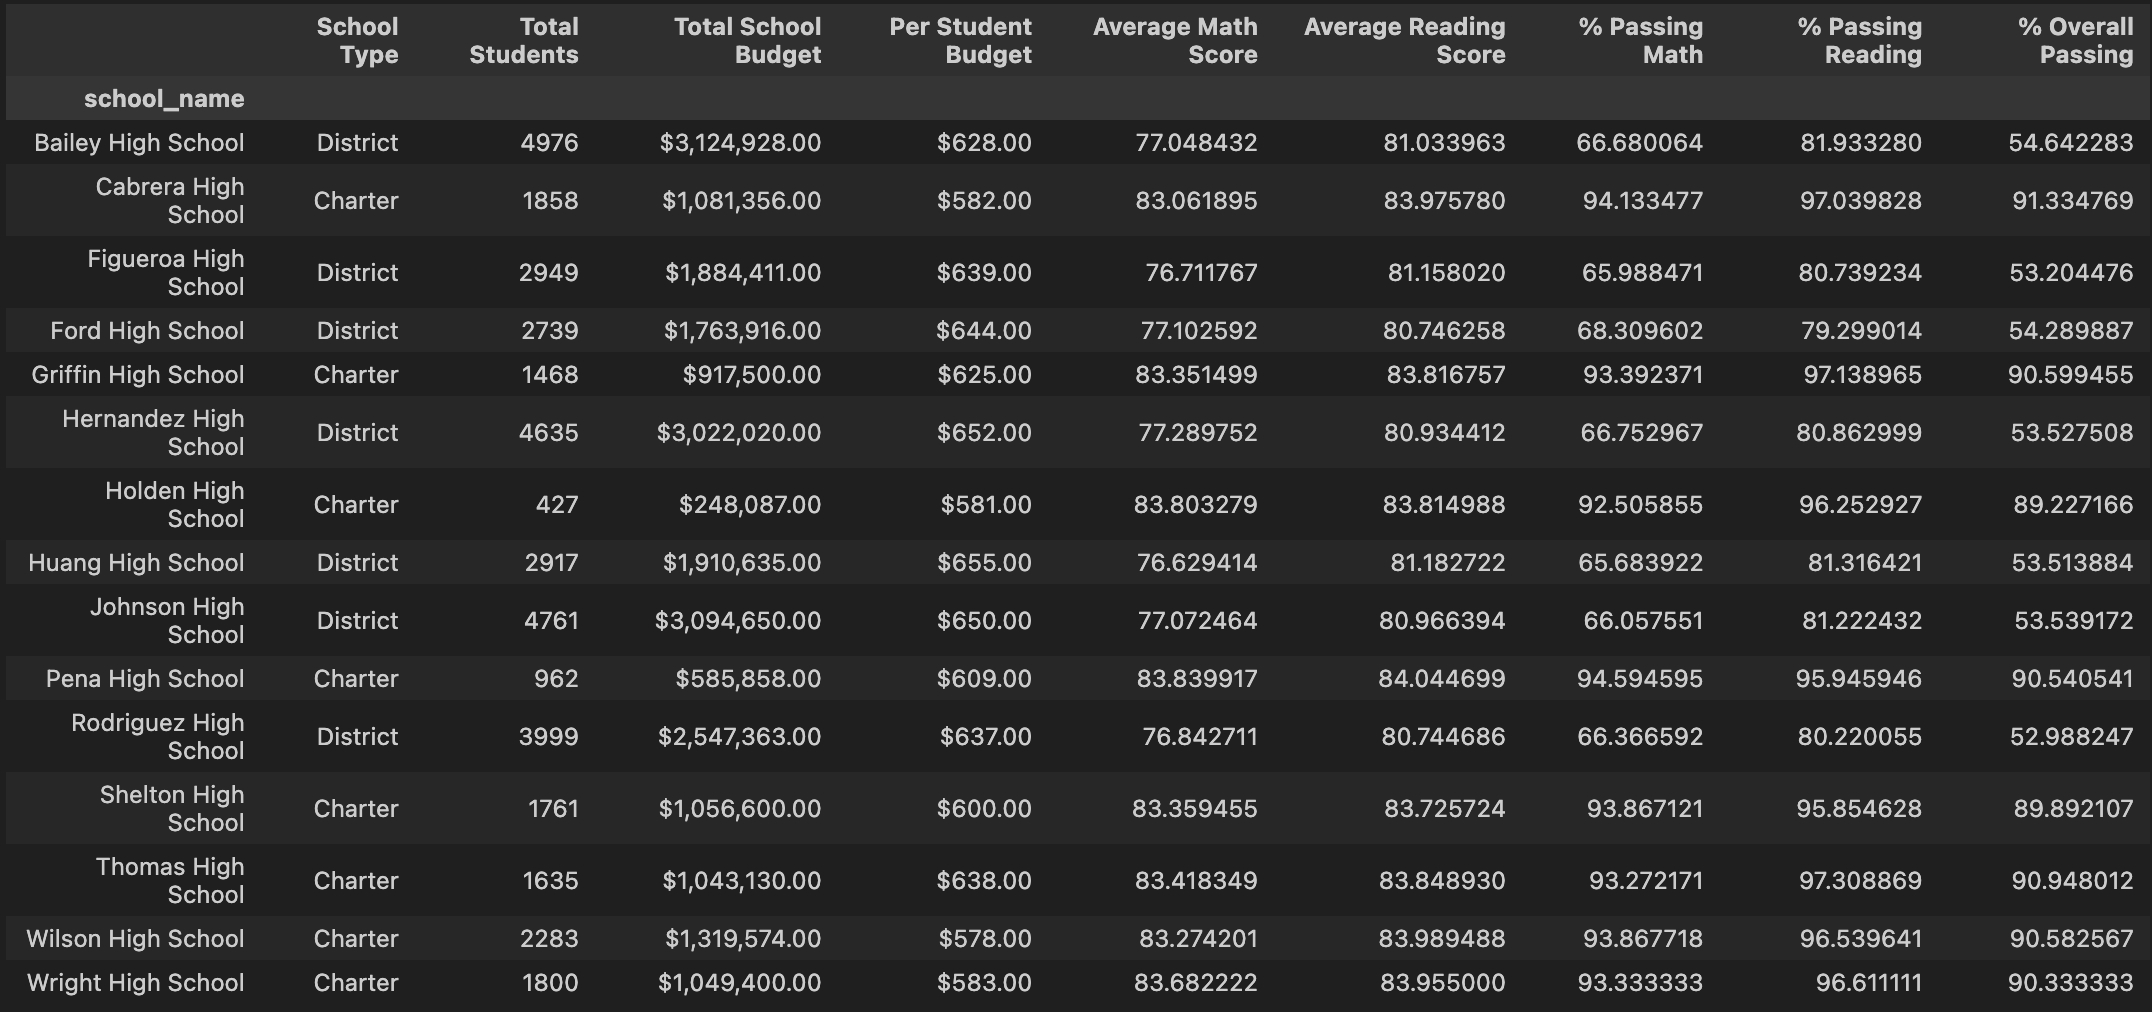 School Type Total Students Total School Budget Per Student Budget Average Math Score Average Reading Score % Passing Math % Passing Reading % Overall Passing
school_name
Bailey High School District 4976 $3,124,928.00 $628.00 77.048432 81.033963 66.680064 81.933280 54.642283
Cabrera High School Charter 1858 $1,081,356.00 $582.00 83.061895 83.975780 94.133477 97.039828 91.334769
Figueroa High School District 2949 $1,884,411.00 $639.00 76.711767 81.158020 65.988471 80.739234 53.204476
Ford High School District 2739 $1,763,916.00 $644.00 77.102592 80.746258 68.309602 79.299014 54.289887
Griffin High School Charter 1468 $917,500.00 $625.00 83.351499 83.816757 93.392371 97.138965 90.599455
Hernandez High School District 4635 $3,022,020.00 $652.00 77.289752 80.934412 66.752967 80.862999 53.527508
Holden High School Charter 427 $248,087.00 $581.00 83.803279 83.814988 92.505855 96.252927 89.227166
Huang High School District 2917 $1,910,635.00 $655.00 76.629414 81.182722 65.683922 81.316421 53.513884
Johnson High School District 4761 $3,094,650.00 $650.00 77.072464 80.966394 66.057551 81.222432 53.539172
Pena High School Charter 962 $585,858.00 $609.00 83.839917 84.044699 94.594595 95.945946 90.540541
Rodriguez High School District 3999 $2,547,363.00 $637.00 76.842711 80.744686 66.366592 80.220055 52.988247
Shelton High School Charter 1761 $1,056,600.00 $600.00 83.359455 83.725724 93.867121 95.854628 89.892107
Thomas High School Charter 1635 $1,043,130.00 $638.00 83.418349 83.848930 93.272171 97.308869 90.948012
Wilson High School Charter 2283 $1,319,574.00 $578.00 83.274201 83.989488 93.867718 96.539641 90.582567
Wright High School Charter 1800 $1,049,400.00 $583.00 83.682222 83.955000 93.333333 96.611111 90.333333